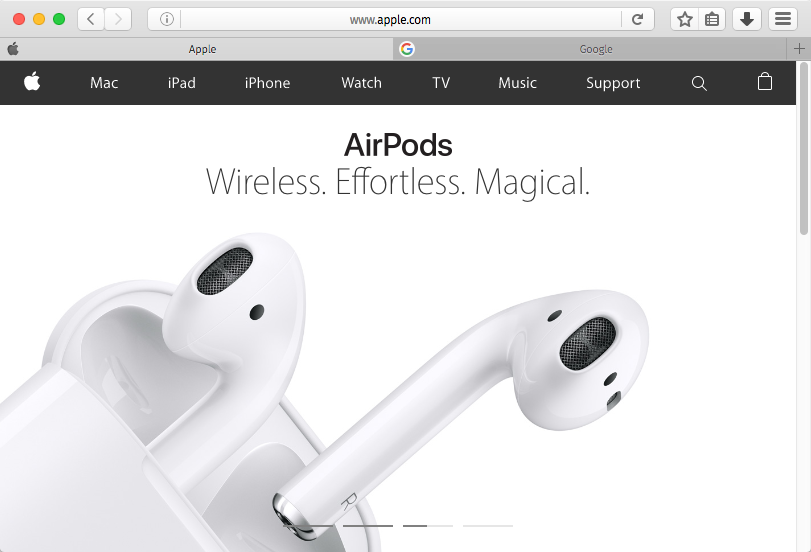 www.apple.com
Apple
Google
Mac iPad iPhone Watch TV Music Support
AirPods
Wireless. Effortless. Magical.
R